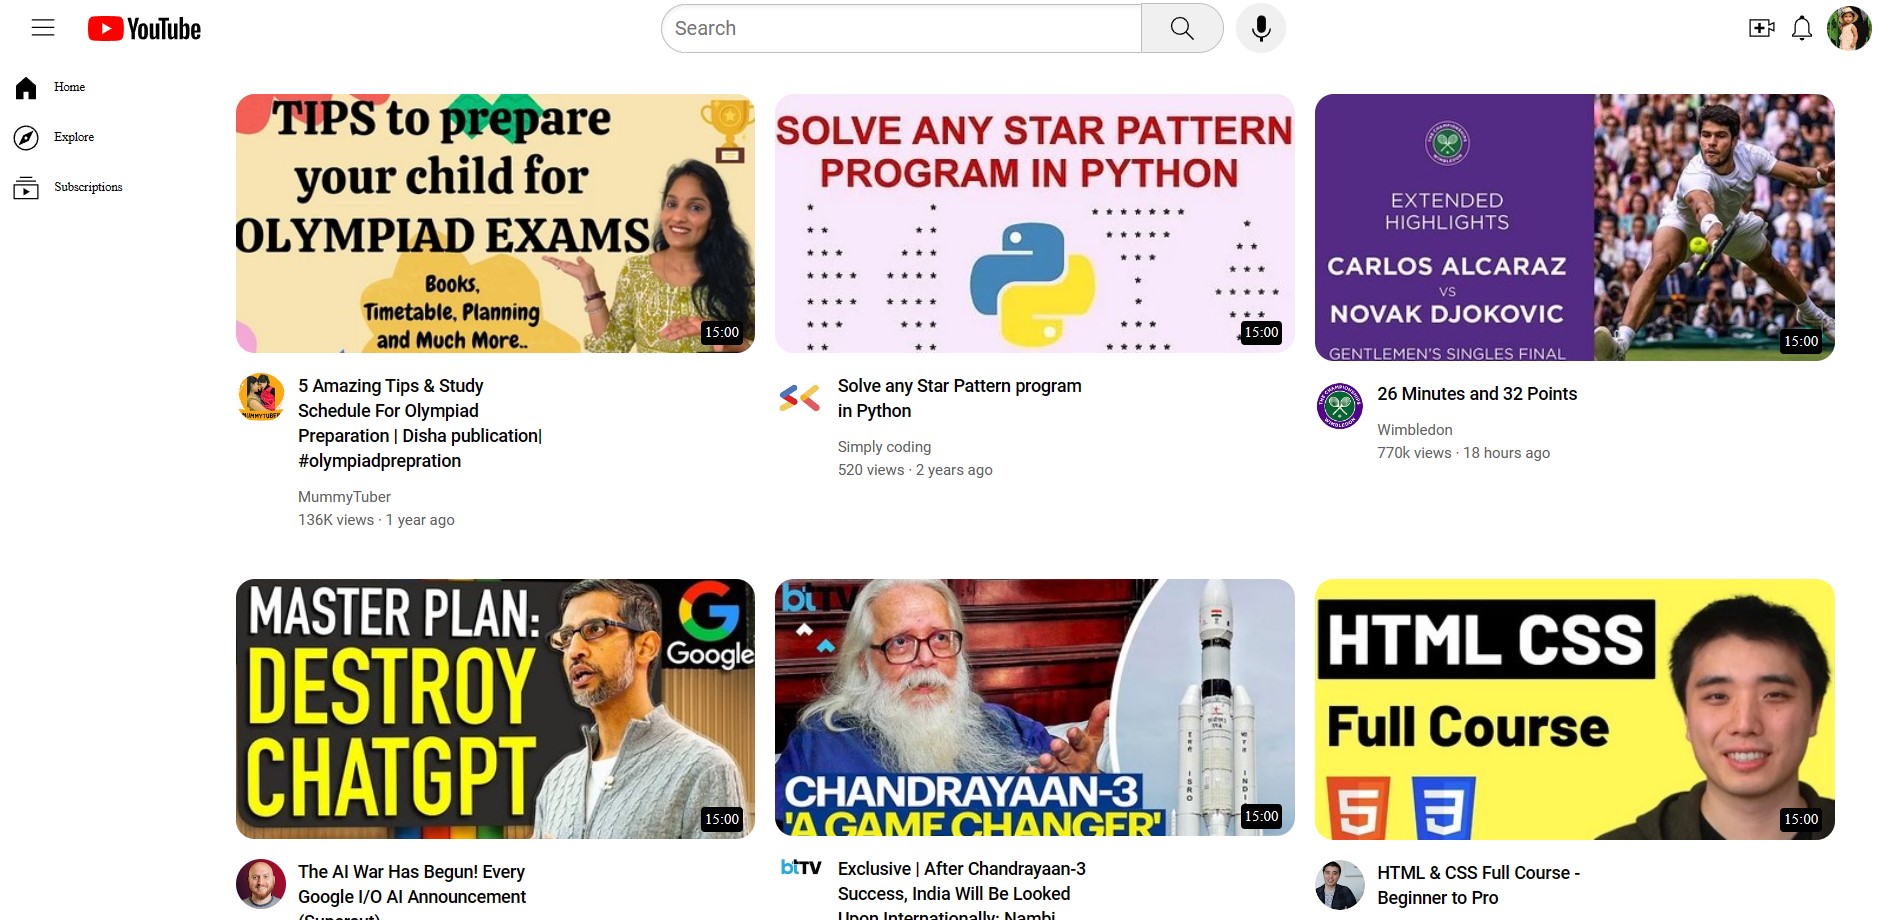 YouTube
Search
Home
Explore
Subscriptions
TIPS to prepare
your child for
OLYMPIAD EXAMS
Books,
Timetable, Planning
and Much More..
15:00
SOLVE ANY STAR PATTERN
PROGRAM IN PYTHON
15:00
EXTENDED
HIGHLIGHTS
CARLOS ALCARAZ
VS
NOVAK DJOKOVIC
GENTLEMEN'S SINGLES FINAL
15:00
5 Amazing Tips & Study
Schedule For Olympiad
Preparation | Disha publication|
#olympiadprepration
MummyTuber
136K views · 1 year ago
Solve any Star Pattern program
in Python
Simply coding
520 views · 2 years ago
26 Minutes and 32 Points
Wimbledon
770k views · 18 hours ago
MASTER PLAN:
DESTROY
CHATGPT
Google
15:00
btTV
CHANDRAYAAN-3
'A GAME CHANGER'
ISRO
INDI
15:00
HTML CSS
Full Course
5
3
15:00
The AI War Has Begun! Every
Google I/O AI Announcement
(Supercut)
btTV
Exclusive | After Chandrayaan-3
Success, India Will Be Looked
Upon Internationally: Nambi
HTML & CSS Full Course -
Beginner to Pro